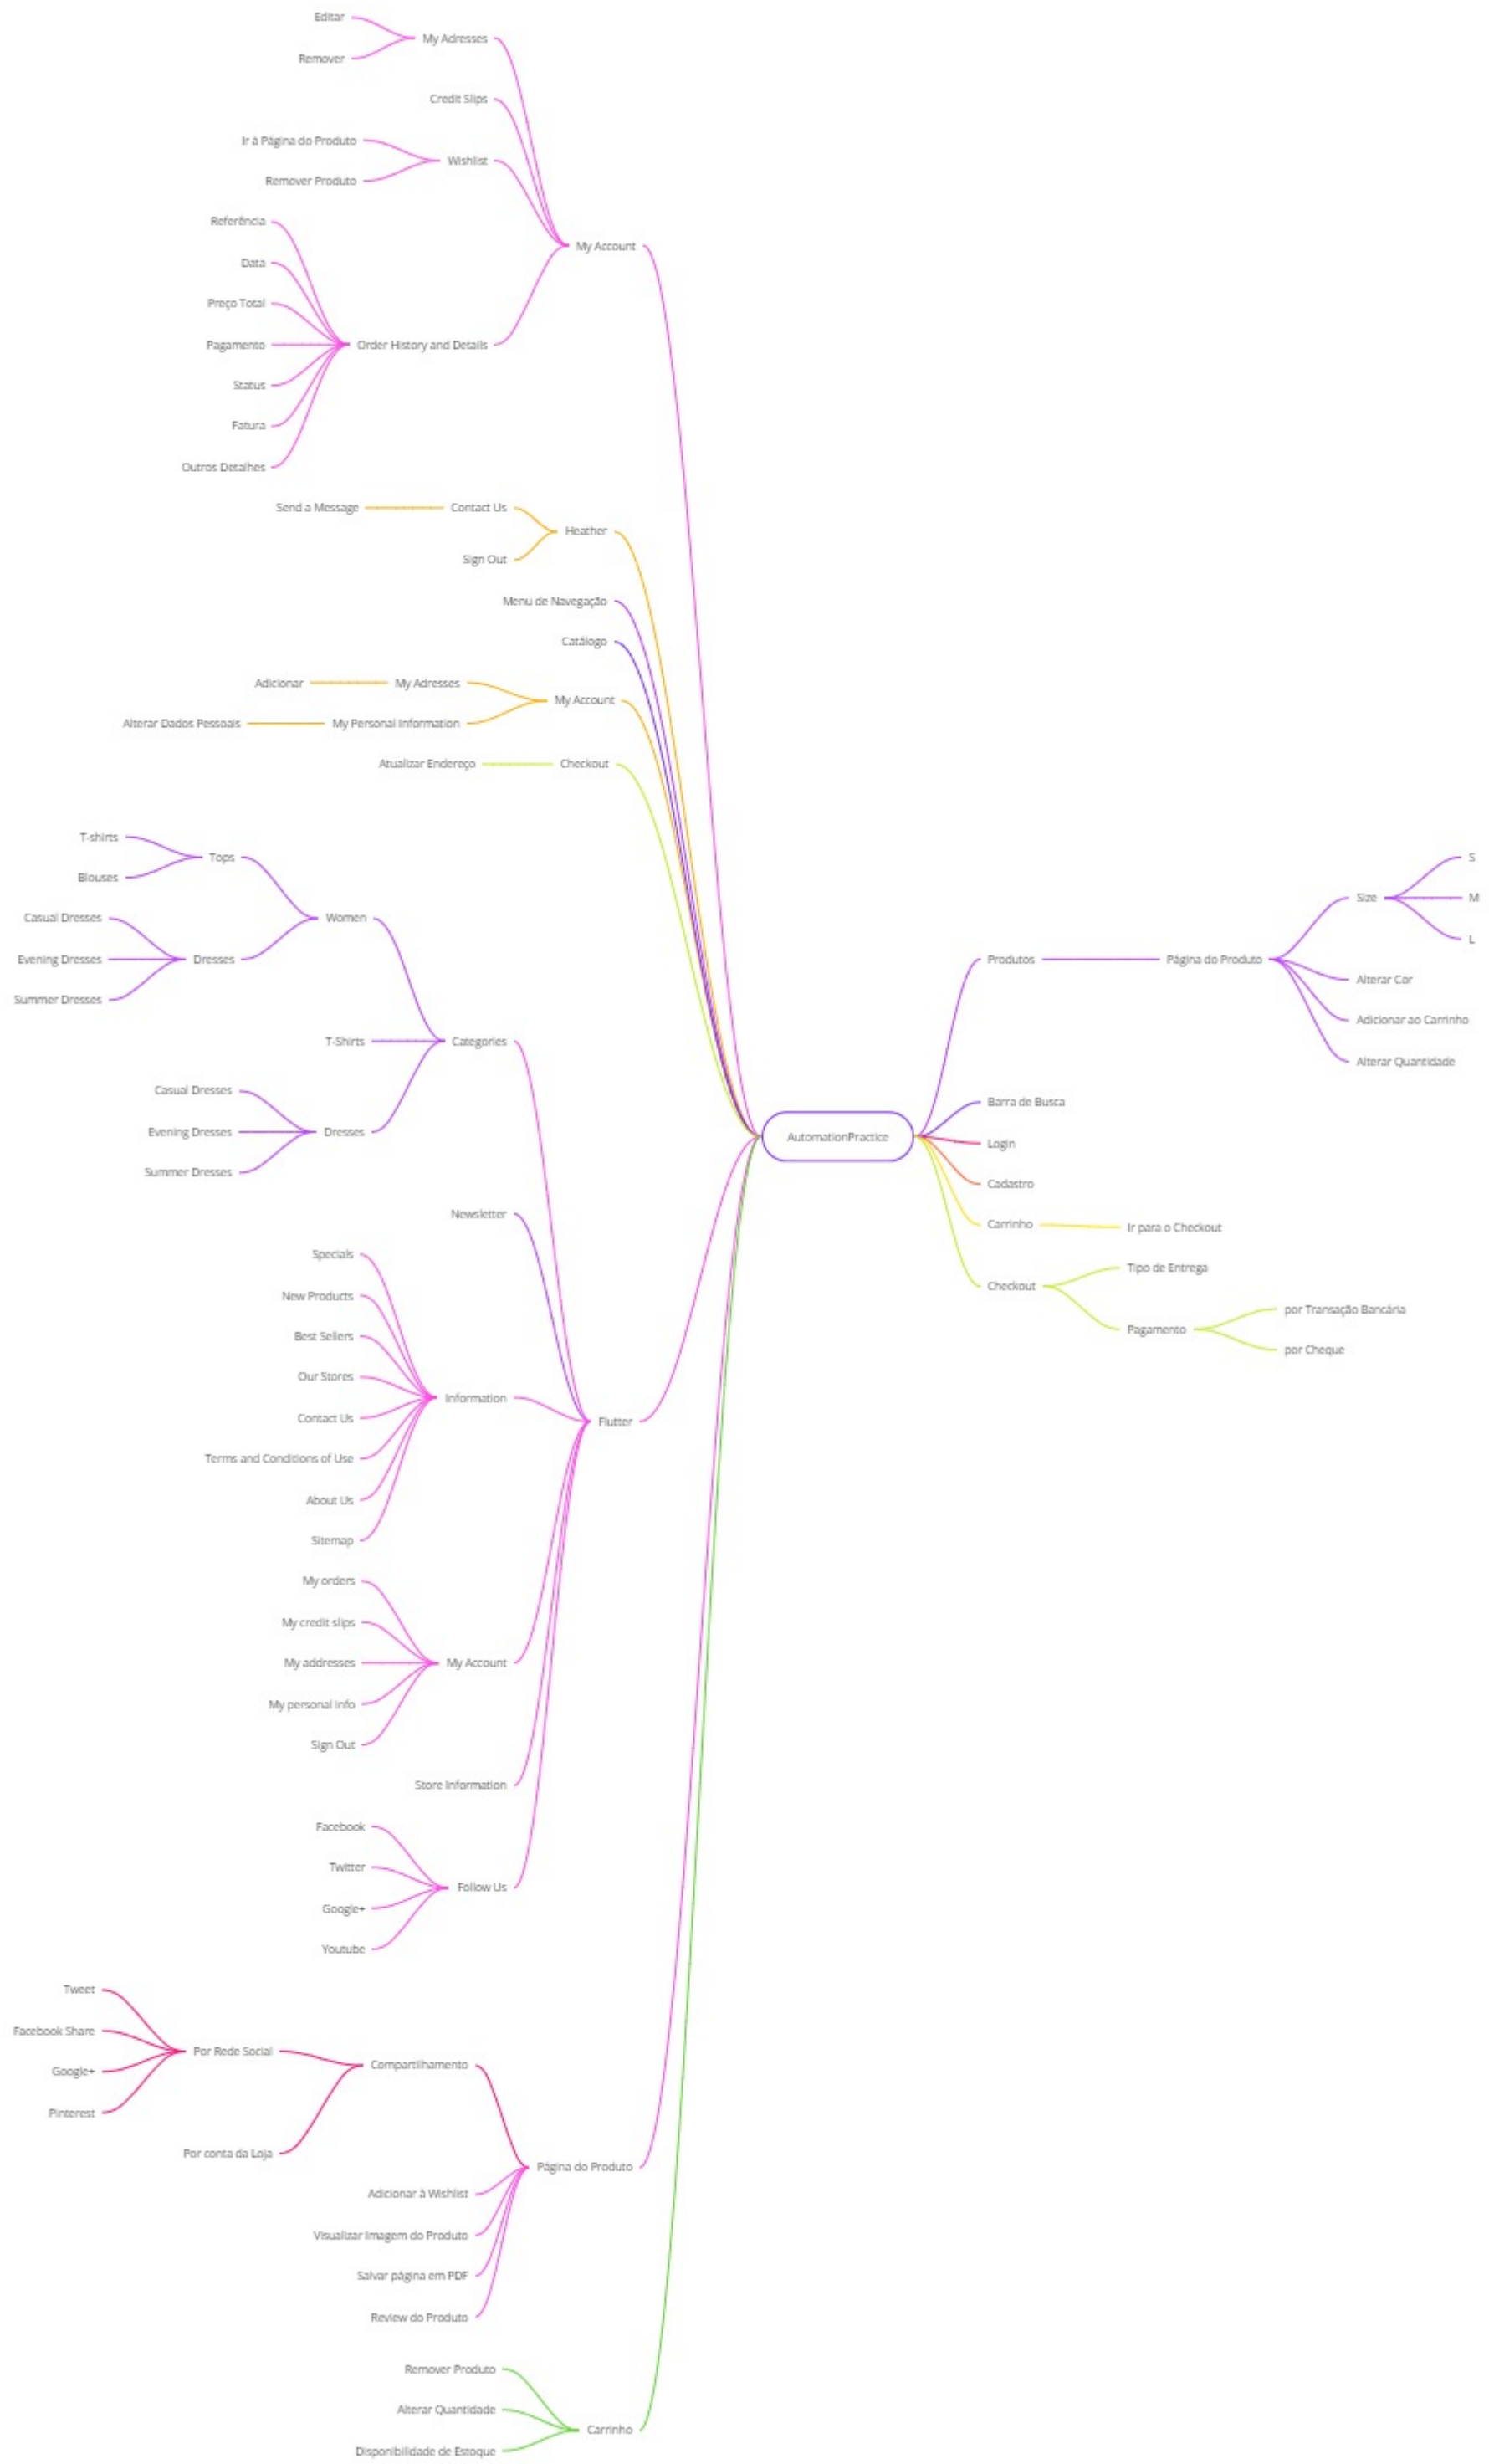 Editar
My Adresses
Remover
Credit Slips
Ir à Página do Produto
Wishlist
Remover Produto
Referência
My Account
Data
Preço Total
Pagamento
Order History and Details
Status
Fatura
Outros Detalhes
Send a Message
Contact Us
Heather
Sign Out
Menu de Navegação
Catálogo
Adicionar
My Adresses
My Account
Alterar Dados Pessoais
My Personal Information
Atualizar Endereço
Checkout
T-shirts
Tops
Blouses
Casual Dresses
Women
Evening Dresses
Dresses
Summer Dresses
T-Shirts
Categories
Casual Dresses
Evening Dresses
Dresses
Summer Dresses
Newsletter
Specials
New Products
Best Sellers
Our Stores
Information
Contact Us
Flutter
Terms and Conditions of Use
About Us
Sitemap
My orders
My credit slips
My addresses
My Account
My personal info
Sign Out
Store Information
Facebook
Twitter
Follow Us
Google+
Youtube
Tweet
Facebook Share
Por Rede Social
Compartilhamento
Google+
Pinterest
Por conta da Loja
Página do Produto
Adicionar à Wishlist
Visualizar Imagem do Produto
Salvar página em PDF
Review do Produto
Remover Produto
Alterar Quantidade
Carrinho
Disponibilidade de Estoque
AutomationPractice
S
Size
M
L
Produtos
Página do Produto
Alterar Cor
Adicionar ao Carrinho
Alterar Quantidade
Barra de Busca
Login
Cadastro
Carrinho
Ir para o Checkout
Tipo de Entrega
Checkout
por Transação Bancária
Pagamento
por Cheque